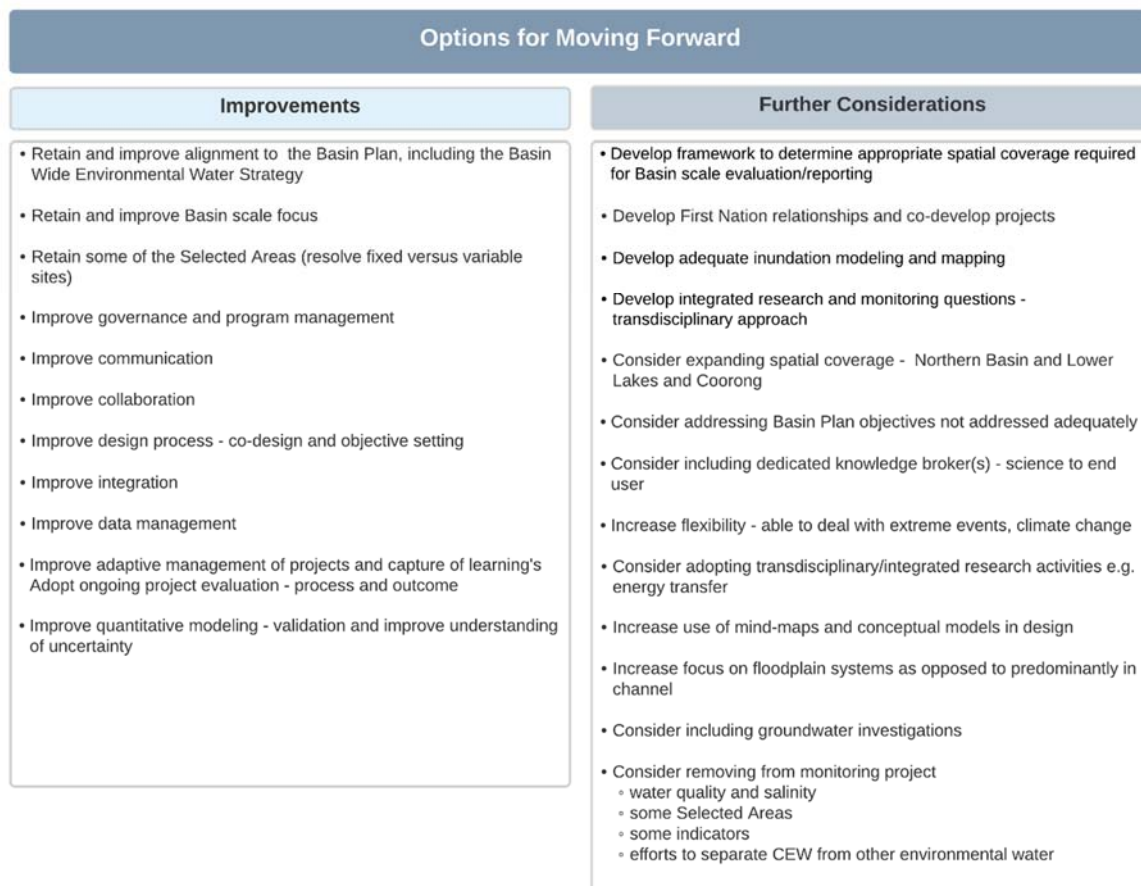 Options for Moving Forward
Improvements
• Retain and improve alignment to the Basin Plan, including the Basin
Wide Environmental Water Strategy
• Retain and improve Basin scale focus
• Retain some of the Selected Areas (resolve fixed versus variable
sites)
• Improve governance and program management
• Improve communication
• Improve collaboration
• Improve design process - co-design and objective setting
• Improve integration
• Improve data management
• Improve adaptive management of projects and capture of learning's
Adopt ongoing project evaluation - process and outcome
• Improve quantitative modeling - validation and improve understanding
of uncertainty
Further Considerations
• Develop framework to determine appropriate spatial coverage required
for Basin scale evaluation/reporting
• Develop First Nation relationships and co-develop projects
• Develop adequate inundation modeling and mapping
• Develop integrated research and monitoring questions -
transdisciplinary approach
• Consider expanding spatial coverage - Northern Basin and Lower
Lakes and Coorong
• Consider addressing Basin Plan objectives not addressed adequately
• Consider including dedicated knowledge broker(s) - science to end
user
• Increase flexibility - able to deal with extreme events, climate change
• Consider adopting transdisciplinary/integrated research activities e.g.
energy transfer
• Increase use of mind-maps and conceptual models in design
• Increase focus on floodplain systems as opposed to predominantly in
channel
• Consider including groundwater investigations
• Consider removing from monitoring project
◦ water quality and salinity
◦ some Selected Areas
◦ some indicators
◦ efforts to separate CEW from other environmental water